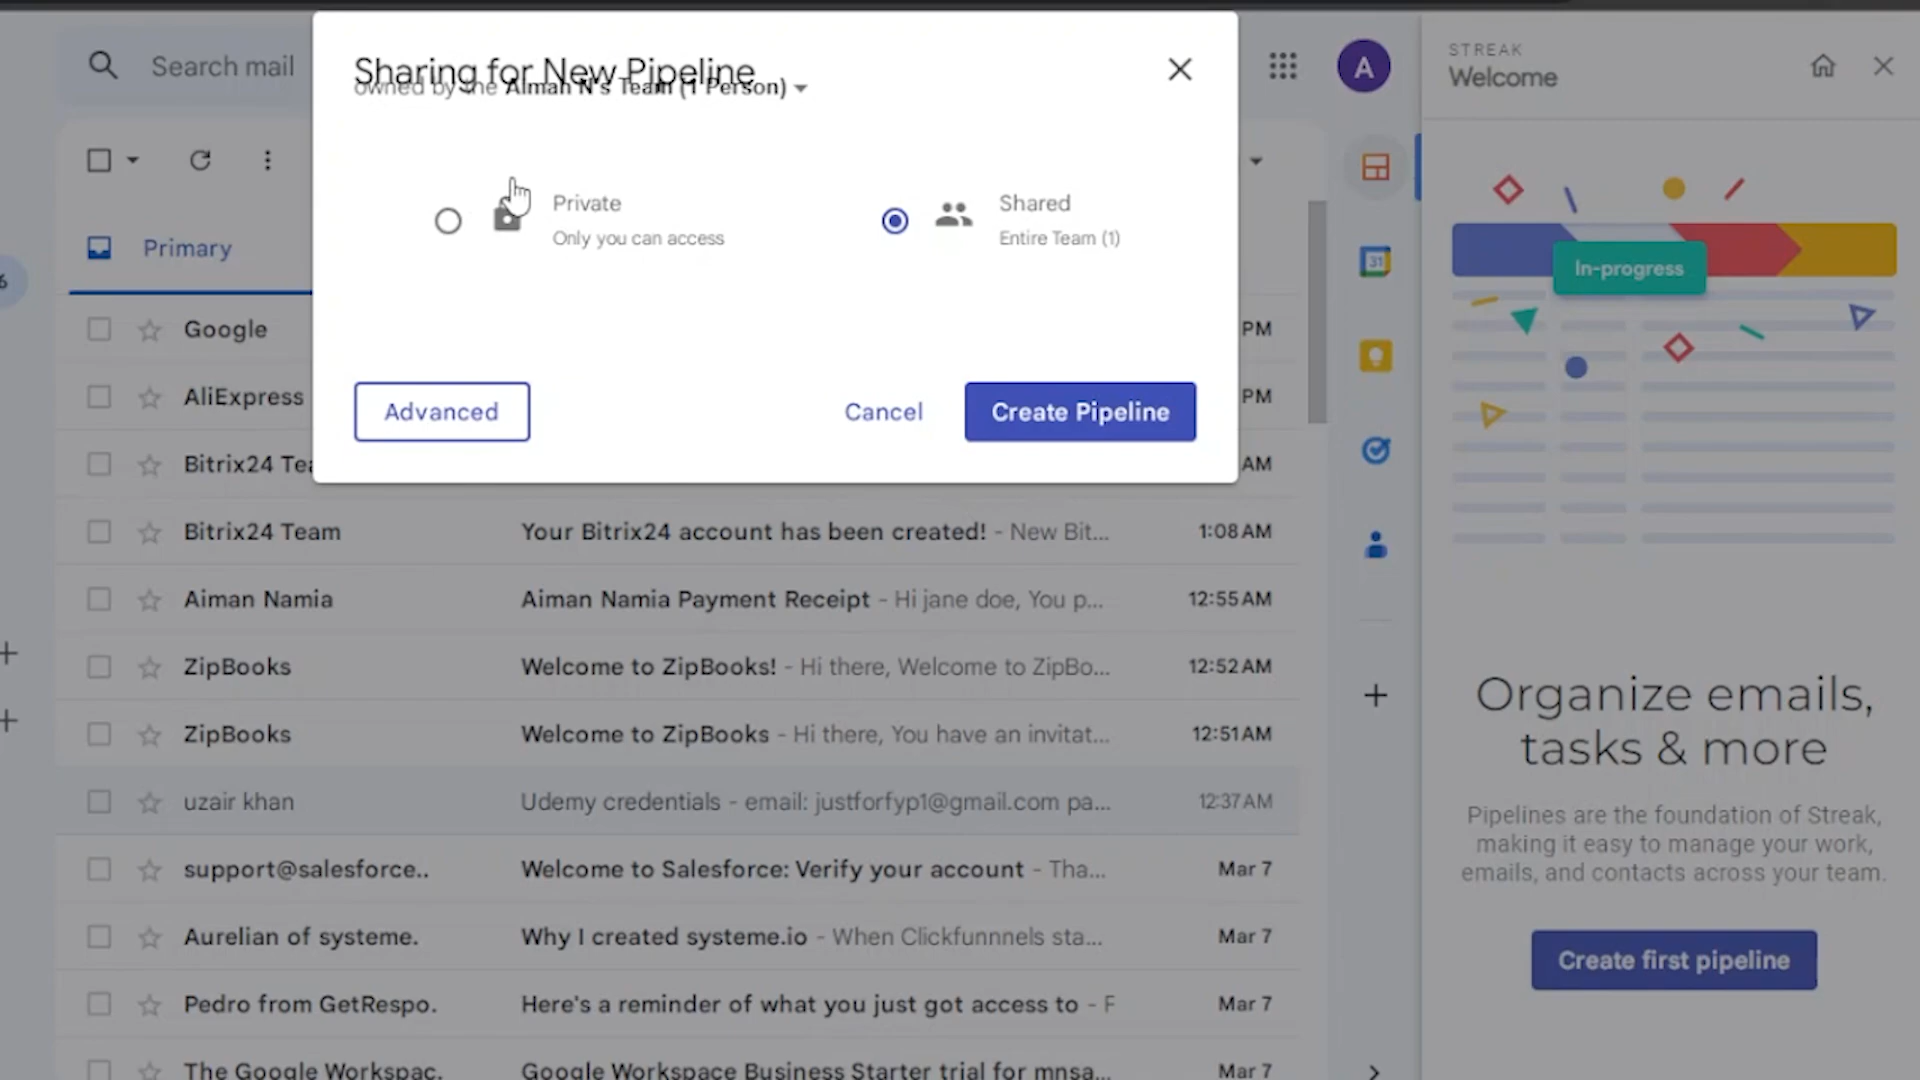 Search mail
Sharing for New Pipeline
owned by the Aiman N's Team (1 Person)
Private
Only you can access
Shared
Entire Team (1)
Advanced
Cancel
Create Pipeline
A
STREAK
Welcome
31
In-progress
6
Primary
Google
PM
AliExpress
PM
Bitrix24 Tea
AM
Bitrix24 Team Your Bitrix24 account has been created! - New Bit... 1:08 AM
Aiman Namia Aiman Namia Payment Receipt - Hi jane doe, You p... 12:55 AM
ZipBooks Welcome to ZipBooks! - Hi there, Welcome to ZipBo... 12:52 AM
ZipBooks Welcome to ZipBooks - Hi there, You have an invitat... 12:51 AM
uzair khan Udemy credentials - email: justforfyp1@gmail.com pa... 12:37 AM
support@salesforce.. Welcome to Salesforce: Verify your account - Tha... Mar 7
Aurelian of systeme. Why I created systeme.io - When Clickfunnnels sta... Mar 7
Pedro from GetRespo. Here's a reminder of what you just got access to - F Mar 7
The Google Workspac. Google Workspace Business Starter trial for mnsa... Mar 7
Organize emails,
tasks & more
Pipelines are the foundation of Streak,
making it easy to manage your work,
emails, and contacts across your team.
Create first pipeline